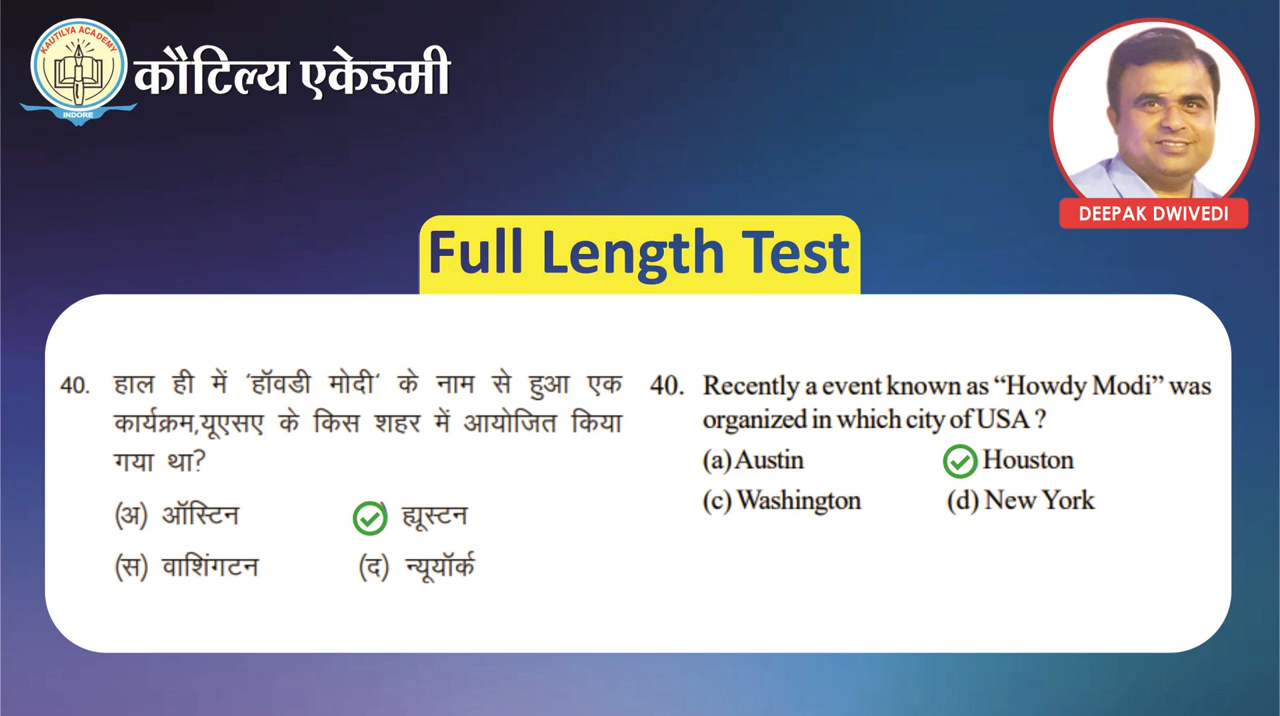 KAUTILYA ACADEMY
INDORE
कौटिल्य एकेडमी
DEEPAK DWIVEDI
Full Length Test
40. हाल ही में ‘हॉवडी मोदी’ के नाम से हुआ एक
कार्यक्रम,यूएसए के किस शहर में आयोजित किया
गया था?
(अ) ऑस्टिन
ह्यूस्टन
(स) वाशिंगटन
(द) न्यूयॉर्क
40. Recently a event known as “Howdy Modi” was
organized in which city of USA ?
(a) Austin
Houston
(c) Washington
(d) New York